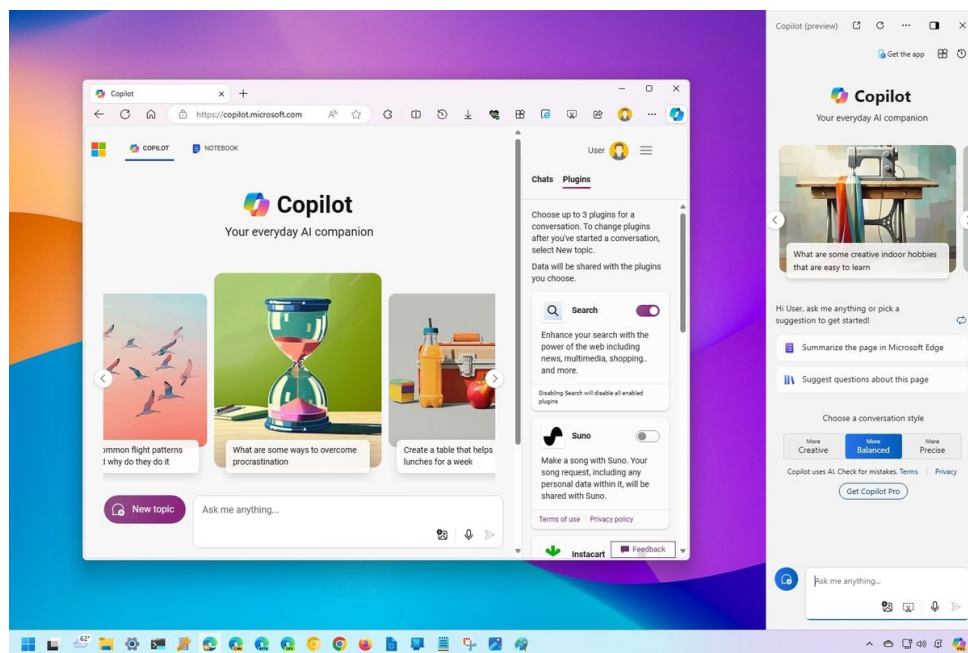 Copilot
https://copilot.microsoft.com
COPILOT
NOTEBOOK
User
Copilot
Your everyday AI companion
ommon flight patterns
why do they do it
What are some ways to overcome
procrastination
Create a table that helps
lunches for a week
New topic
Ask me anything...
Chats Plugins
Choose up to 3 plugins for a
conversation. To change plugins
after you've started a conversation,
select New topic.
Data will be shared with the plugins
you choose.
Search
Enhance your search with the
power of the web including
news, multimedia, shopping..
and more.
Disabling Search will disable all enabled
plugins
Suno
Make a song with Suno. Your
song request, including any
personal data within it, will be
shared with Suno.
Terms of use Privacy policy
Instacart
Feedback
Copilot (preview)
Get the app
Copilot
Your everyday AI companion
What are some creative indoor hobbies
that are easy to learn
Hi User, ask me anything or pick a
suggestion to get started!
Summarize the page in Microsoft Edge
Suggest questions about this page
Choose a conversation style
More
Creative
More
Balanced
More
Precise
Copilot uses AI. Check for mistakes. Terms Privacy
Get Copilot Pro
Ask me anything...
62°